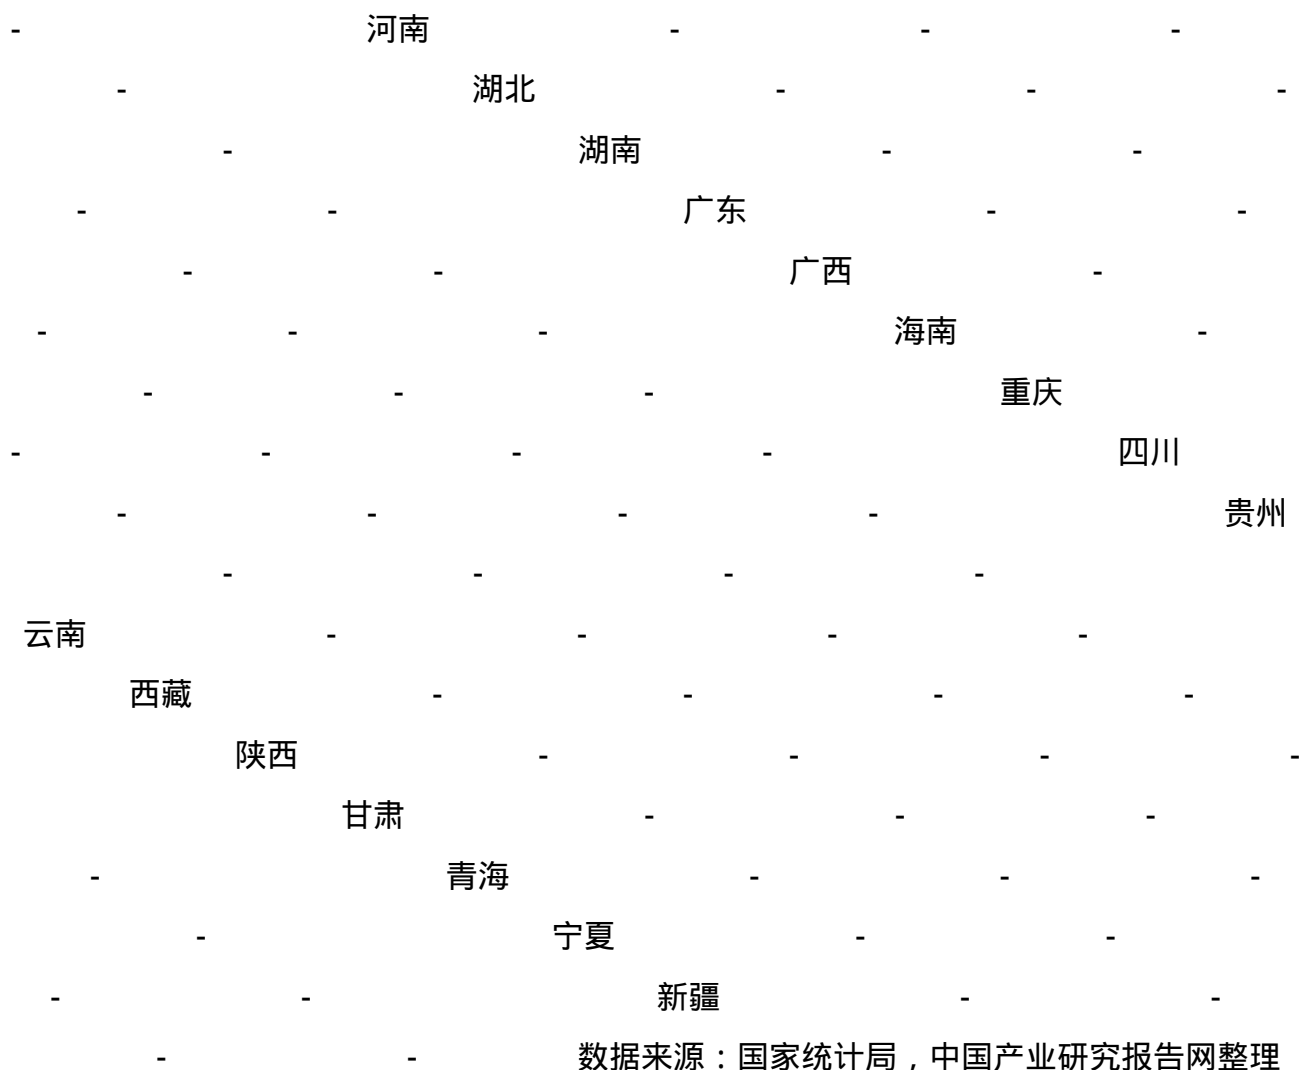 - 河南 - - -
- 湖北 - - -
- 湖南 - -
- - 广东 - -
- - 广西 -
- - - 海南 -
- - - 重庆
- - - - 四川
- - - - 贵州
- - - -
云南 - - - -
西藏 - - - -
陕西 - - - -
甘肃 - - -
- 青海 - - -
- 宁夏 - -
- - 新疆 - -
- - 数据来源：国家统计局，中国产业研究报告网整理